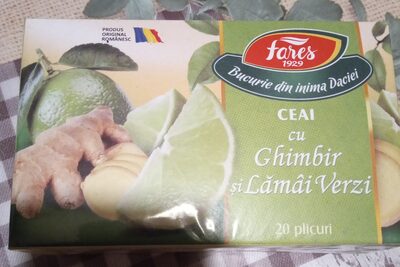 PRODUS
ORIGINAL
ROMÂNESC
fares
1929
Bucurie din inima Daciei
CEAI
cu
Ghimbir
și Lămâi Verzi
20 plicuri